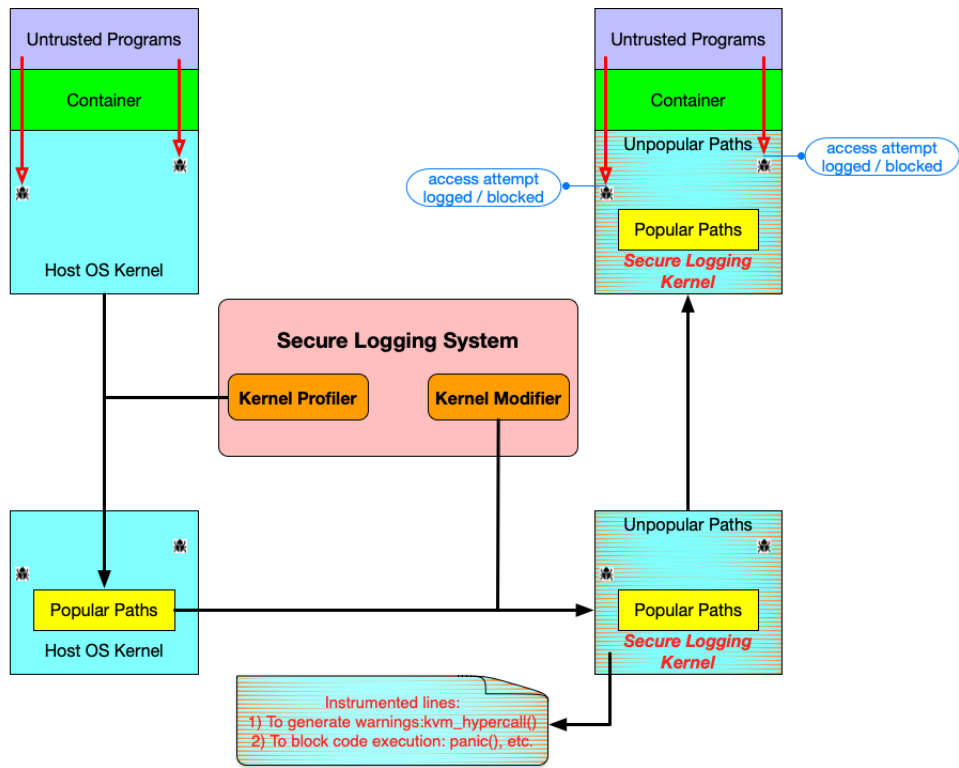 Untrusted Programs
Container
Host OS Kernel
Untrusted Programs
Container
Unpopular Paths
access attempt
logged / blocked
access attempt
logged / blocked
Popular Paths
Secure Logging
Kernel
Secure Logging System
Kernel Profiler
Kernel Modifier
Popular Paths
Host OS Kernel
Unpopular Paths
Popular Paths
Secure Logging
Kernel
Instrumented lines:
1) To generate warnings:kvm_hypercall()
2) To block code execution: panic(), etc.